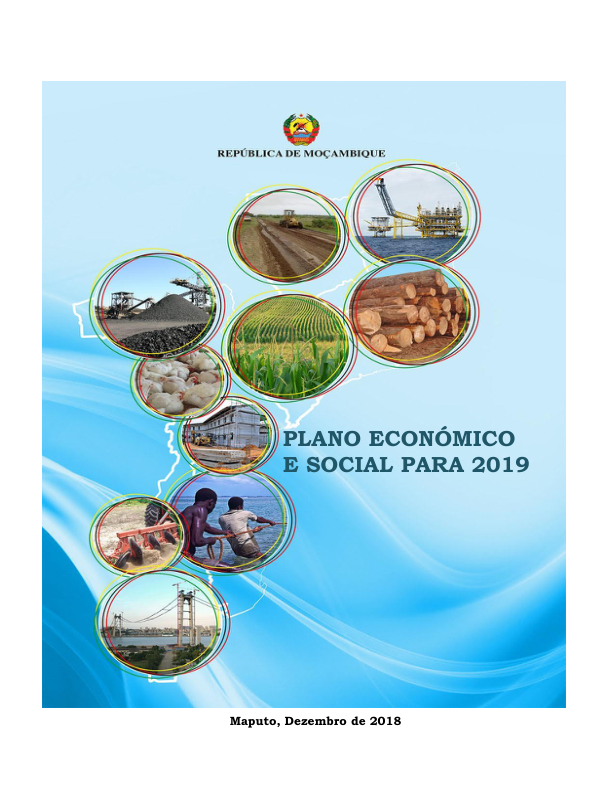 REPÚBLICA DE MOÇAMBIQUE
PLANO ECONÓMICO
E SOCIAL PARA 2019
Maputo, Dezembro de 2018